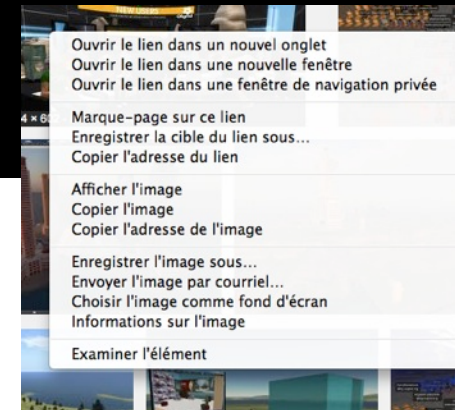 NEW USERS
Ouvrir le lien dans un nouvel onglet
Ouvrir le lien dans une nouvelle fenêtre
Ouvrir le lien dans une fenêtre de navigation privée
Marque-page sur ce lien
Enregistrer la cible du lien sous…
Copier l'adresse du lien
Afficher l'image
Copier l'image
Copier l'adresse de l'image
Enregistrer l'image sous…
Envoyer l'image par courriel…
Choisir l'image comme fond d'écran
Informations sur l'image
Examiner l'élément